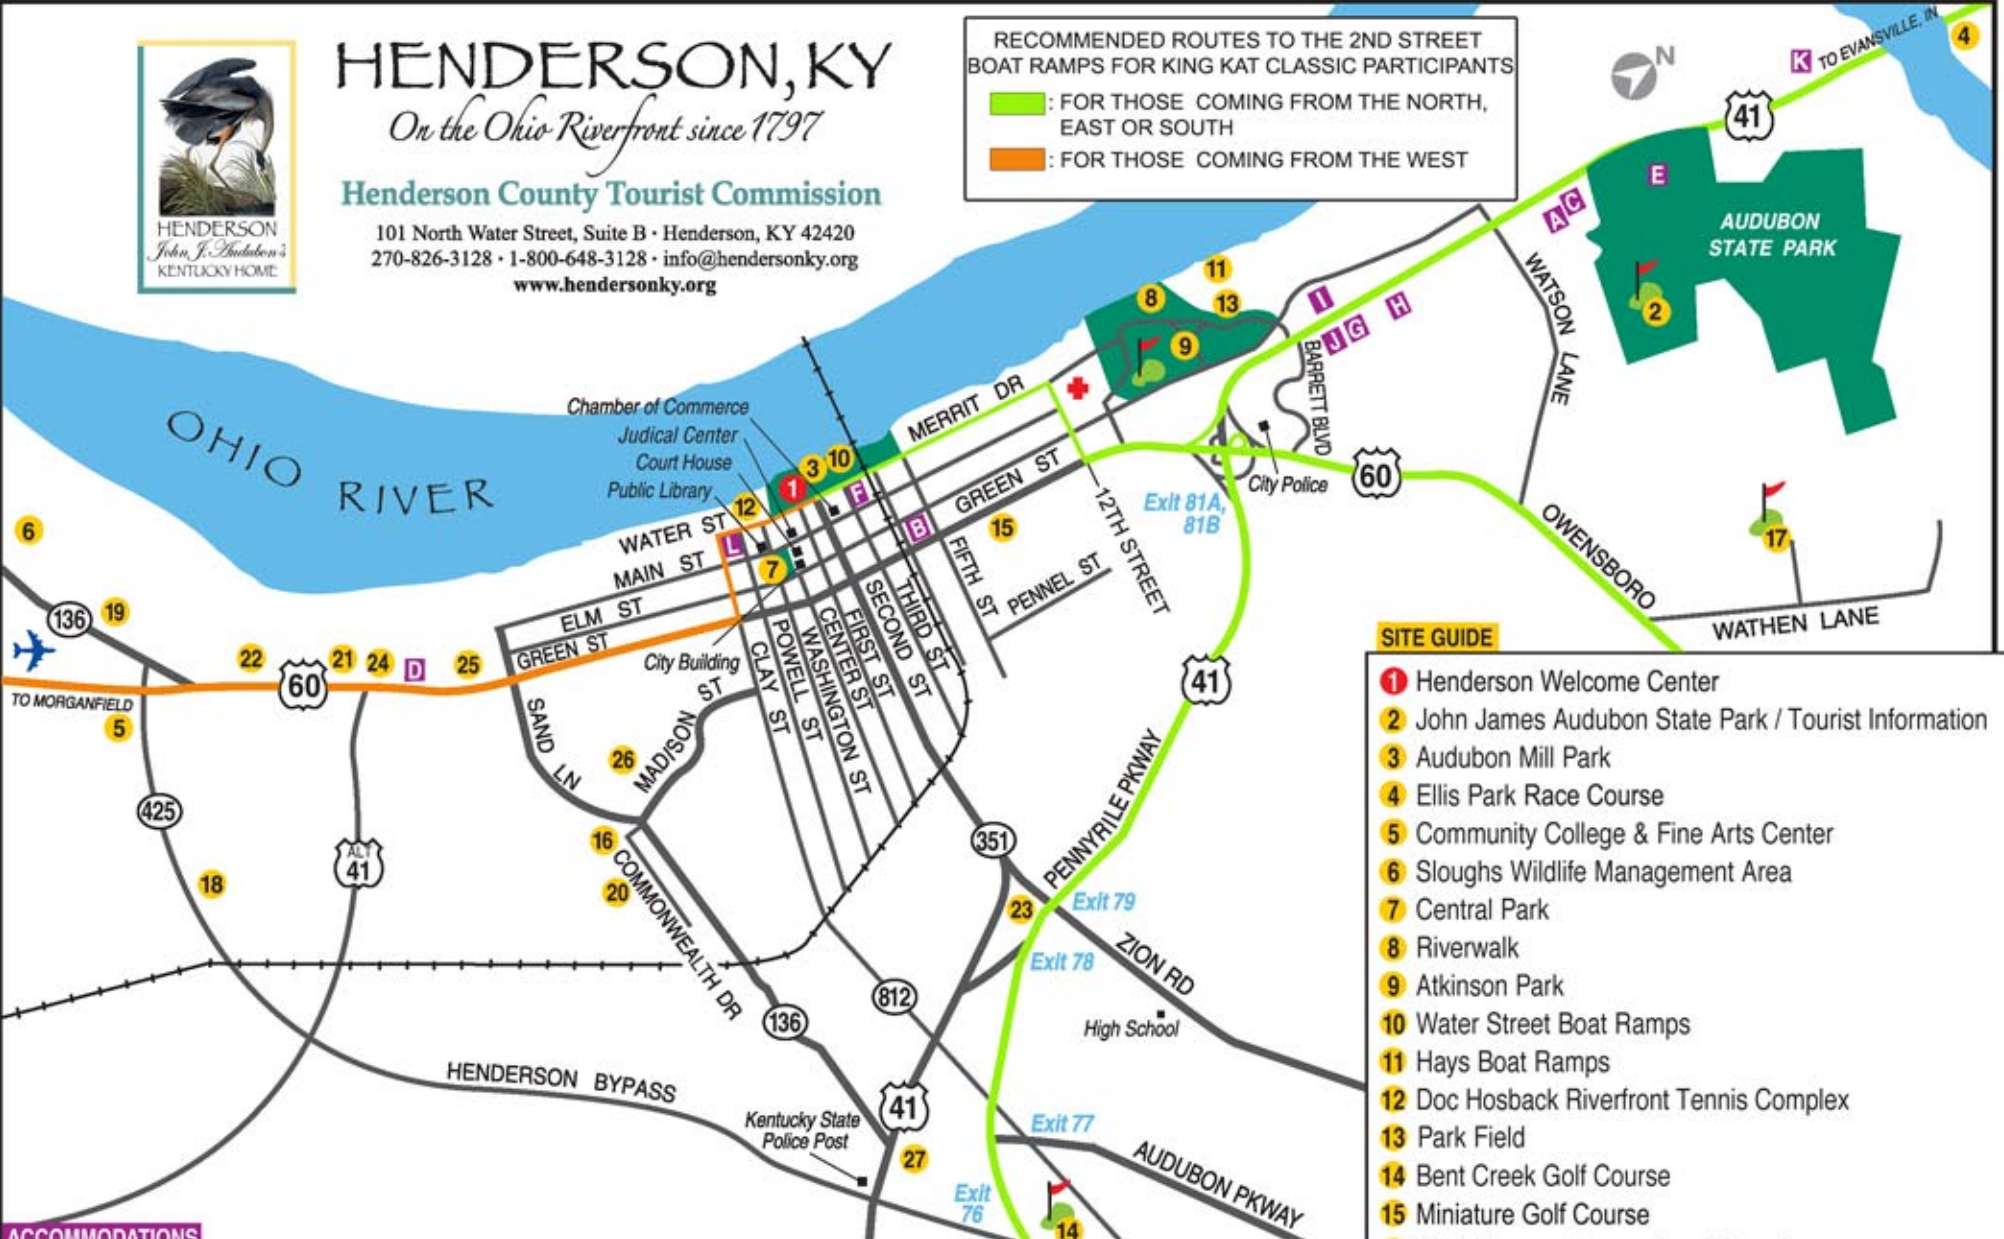 HENDERSON, KY
On the Ohio Riverfront since 1797
Henderson County Tourist Commission
101 North Water Street, Suite B · Henderson, KY 42420
270-826-3128 · 1-800-648-3128 · info@hendersonky.org
www.hendersonky.org
HENDERSON
John J. Audubon's
KENTUCKY HOME
RECOMMENDED ROUTES TO THE 2ND STREET
BOAT RAMPS FOR KING KAT CLASSIC PARTICIPANTS
: FOR THOSE COMING FROM THE NORTH,
EAST OR SOUTH
: FOR THOSE COMING FROM THE WEST
N
K
TO EVANSVILLE, IN
4
41
E
A
C
AUDUBON
STATE PARK
2
WATSON LANE
11
8
13
9
I
J
G
H
BARRETT BLVD
OHIO RIVER
Chamber of Commerce
Judical Center
Court House
Public Library
MERRIT DR
3
10
1
F
12
WATER ST
L
MAIN ST
7
B
GREEN ST
15
ELM ST
GREEN ST
City Building
FIFTH ST
PENNEL ST
12TH STREET
Exit 81A,
81B
City Police
60
OWENSBORO
17
WATHEN LANE
6
136
19
22
60
21
24
D
25
TO MORGANFIELD
5
SAND LN
26
MADISON ST
CLAY ST
POWELL ST
WASHINGTON ST
CENTER ST
FIRST ST
SECOND ST
THIRD ST
41
PENNYRILE PKWAY
425
ALT
41
18
16
20
COMMONWEALTH DR
351
23
Exit 79
Exit 78
ZION RD
812
136
High School
HENDERSON BYPASS
Kentucky State
Police Post
41
27
Exit 77
AUDUBON PKWAY
Exit
76
14
ACCOMMODATIONS
SITE GUIDE
1 Henderson Welcome Center
2 John James Audubon State Park / Tourist Information
3 Audubon Mill Park
4 Ellis Park Race Course
5 Community College & Fine Arts Center
6 Sloughs Wildlife Management Area
7 Central Park
8 Riverwalk
9 Atkinson Park
10 Water Street Boat Ramps
11 Hays Boat Ramps
12 Doc Hosback Riverfront Tennis Complex
13 Park Field
14 Bent Creek Golf Course
15 Miniature Golf Course